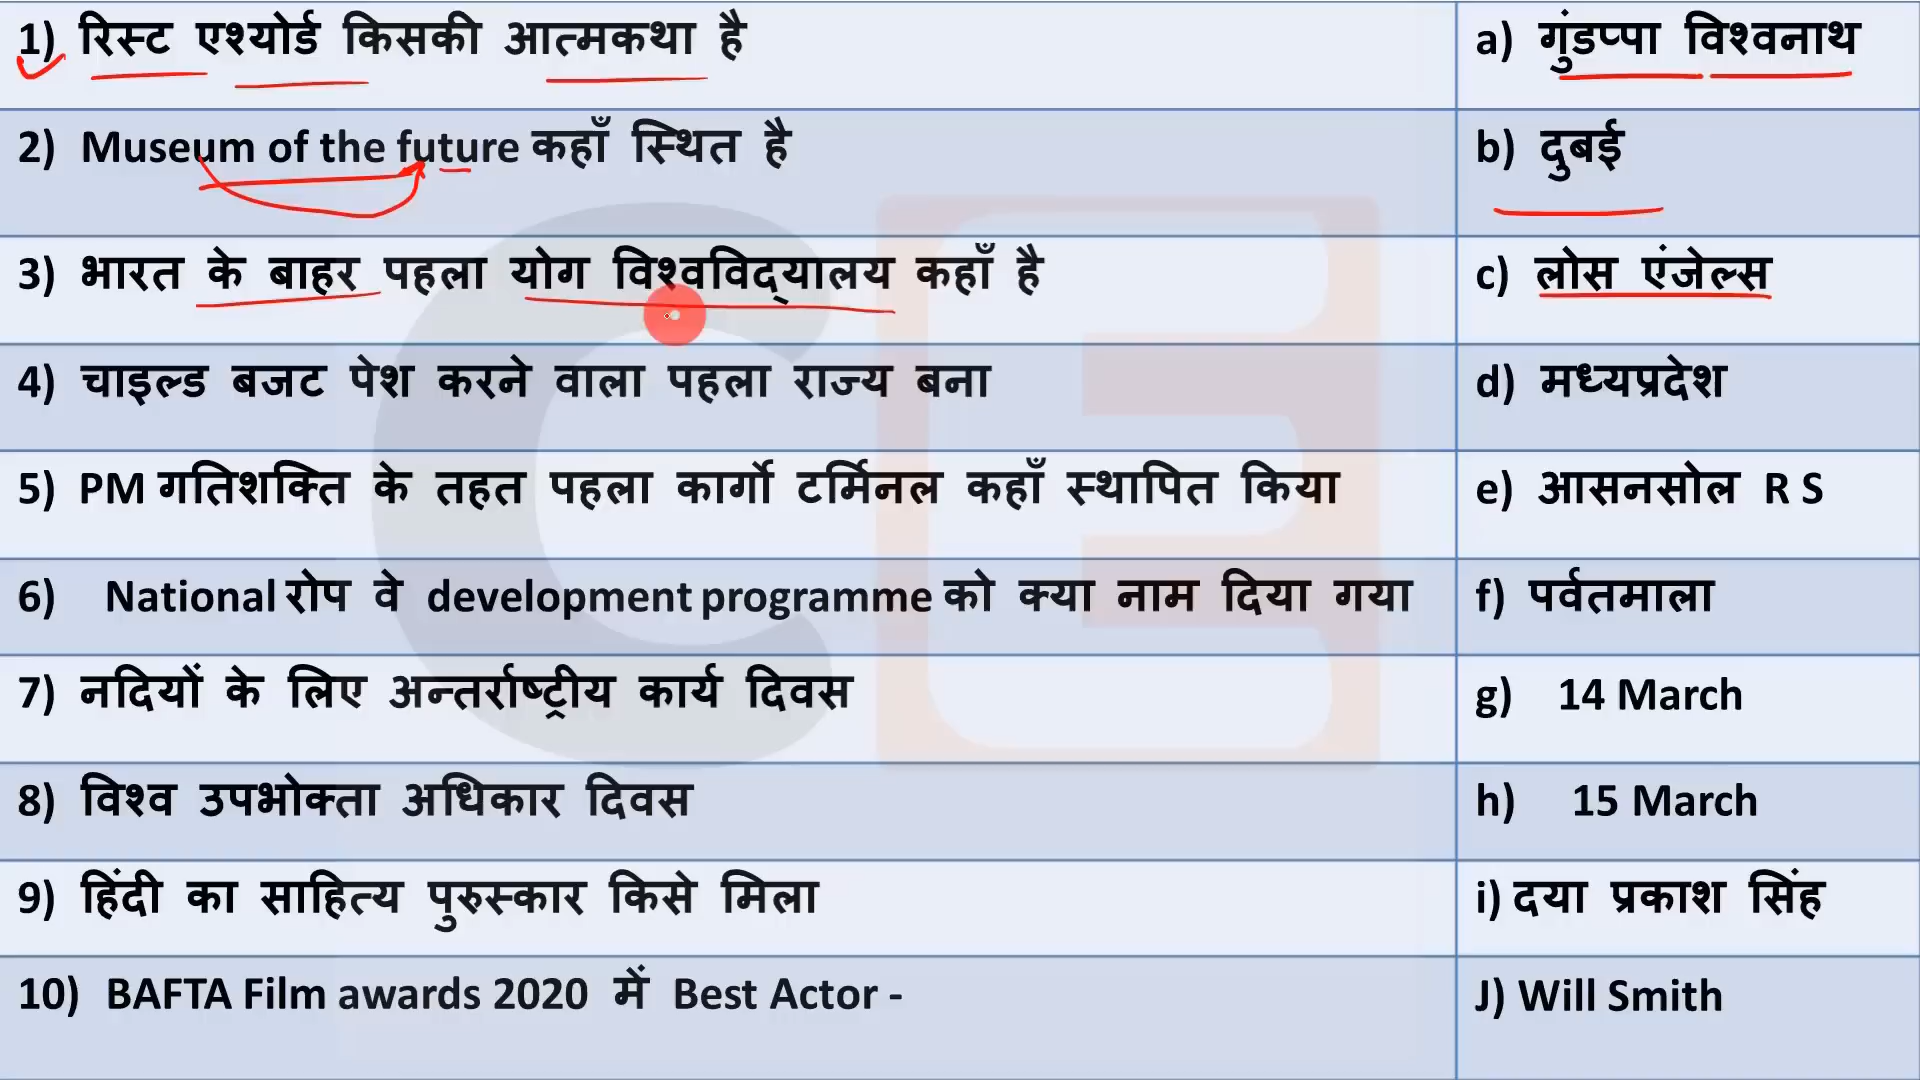 1) रिस्ट एश्योर्ड किसकी आत्मकथा है
a) गुंडप्पा विश्वनाथ
2) Museum of the future कहाँ स्थित है
b) दुबई
3) भारत के बाहर पहला योग विश्वविद्यालय कहाँ है
c) लोस एंजेल्स
4) चाइल्ड बजट पेश करने वाला पहला राज्य बना
d) मध्यप्रदेश
5) PM गतिशक्ति के तहत पहला कार्गो टर्मिनल कहाँ स्थापित किया
e) आसनसोल R S
6) National रोप वे development programme को क्या नाम दिया गया
f) पर्वतमाला
7) नदियों के लिए अन्तर्राष्ट्रीय कार्य दिवस
g) 14 March
8) विश्व उपभोक्ता अधिकार दिवस
h) 15 March
9) हिंदी का साहित्य पुरुस्कार किसे मिला
i) दया प्रकाश सिंह
10) BAFTA Film awards 2020 में Best Actor -
J) Will Smith
CE